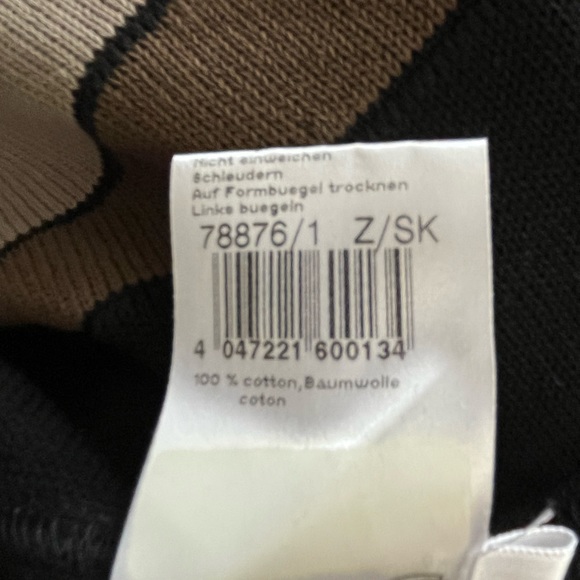 Nicht einweichen
Schleudern
Auf Formbuegel trocknen
Links buegeln
78876/1 Z/SK
4 047221 600134
100 % cotton,Baumwolle
coton